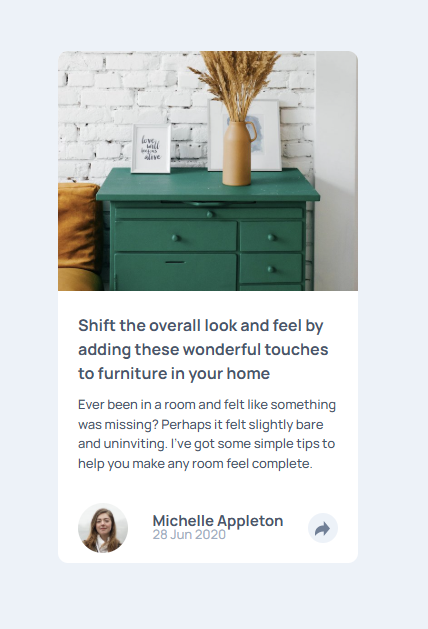 love
will
alive
Shift the overall look and feel by
adding these wonderful touches
to furniture in your home
Ever been in a room and felt like something
was missing? Perhaps it felt slightly bare
and uninviting. I've got some simple tips to
help you make any room feel complete.
Michelle Appleton
28 Jun 2020